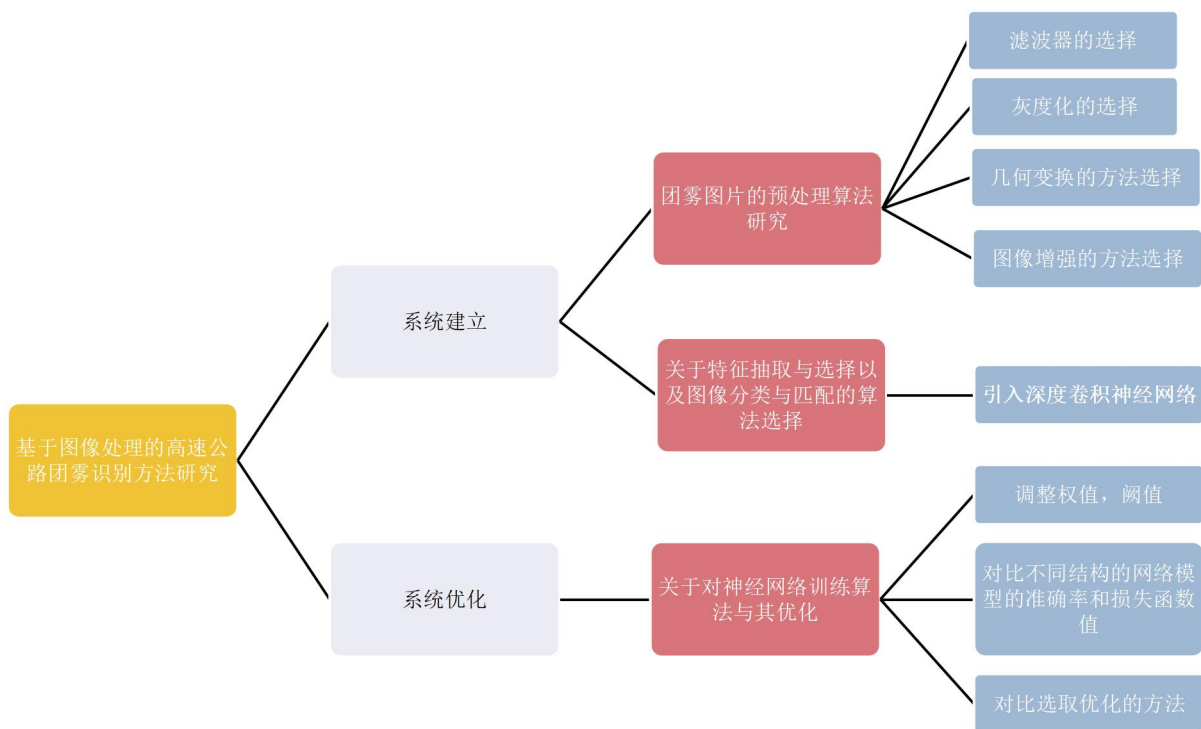 滤波器的选择
灰度化的选择
团雾图片的预处理算法
研究
几何变换的方法选择
图像增强的方法选择
系统建立
关于特征抽取与选择以
及图像分类与匹配的算
法选择
引入深度卷积神经网络
基于图像处理的高速公
路团雾识别方法研究
调整权值，阙值
系统优化
关于对神经网络训练算
法与其优化
对比不同结构的网络模
型的准确率和损失函数
值
对比选取优化的方法